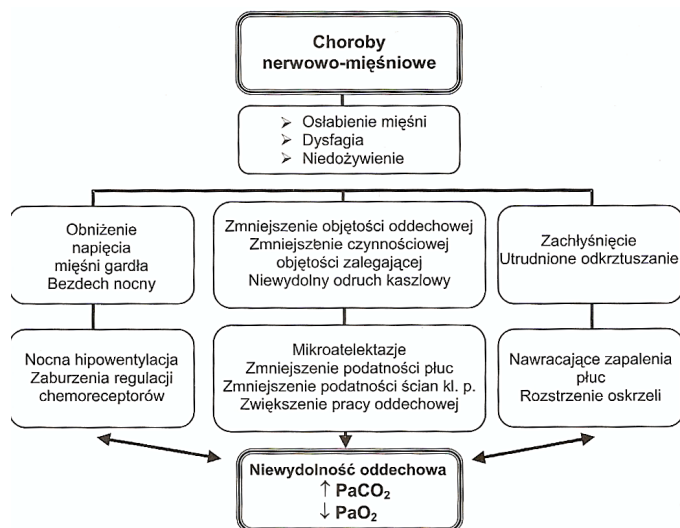 Choroby
nerwowo-mięśniowe
➢ Osłabienie mięśni
➢ Dysfagia
➢ Niedożywienie
Obniżenie
napięcia
mięśni gardła
Bezdech nocny
Zmniejszenie objętości oddechowej
Zmniejszenie czynnościowej
objętości zalegającej
Niewydolny odruch kaszlowy
Zachłyśnięcie
Utrudnione odkrztuszanie
Nocna hipowentylacja
Zaburzenia regulacji
chemoreceptorów
Mikroatelektazje
Zmniejszenie podatności płuc
Zmniejszenie podatności ścian kl. p.
Zwiększenie pracy oddechowej
Nawracające zapalenia
płuc
Rozstrzenie oskrzeli
Niewydolność oddechowa
↑ PaCO₂
↓ PaO₂